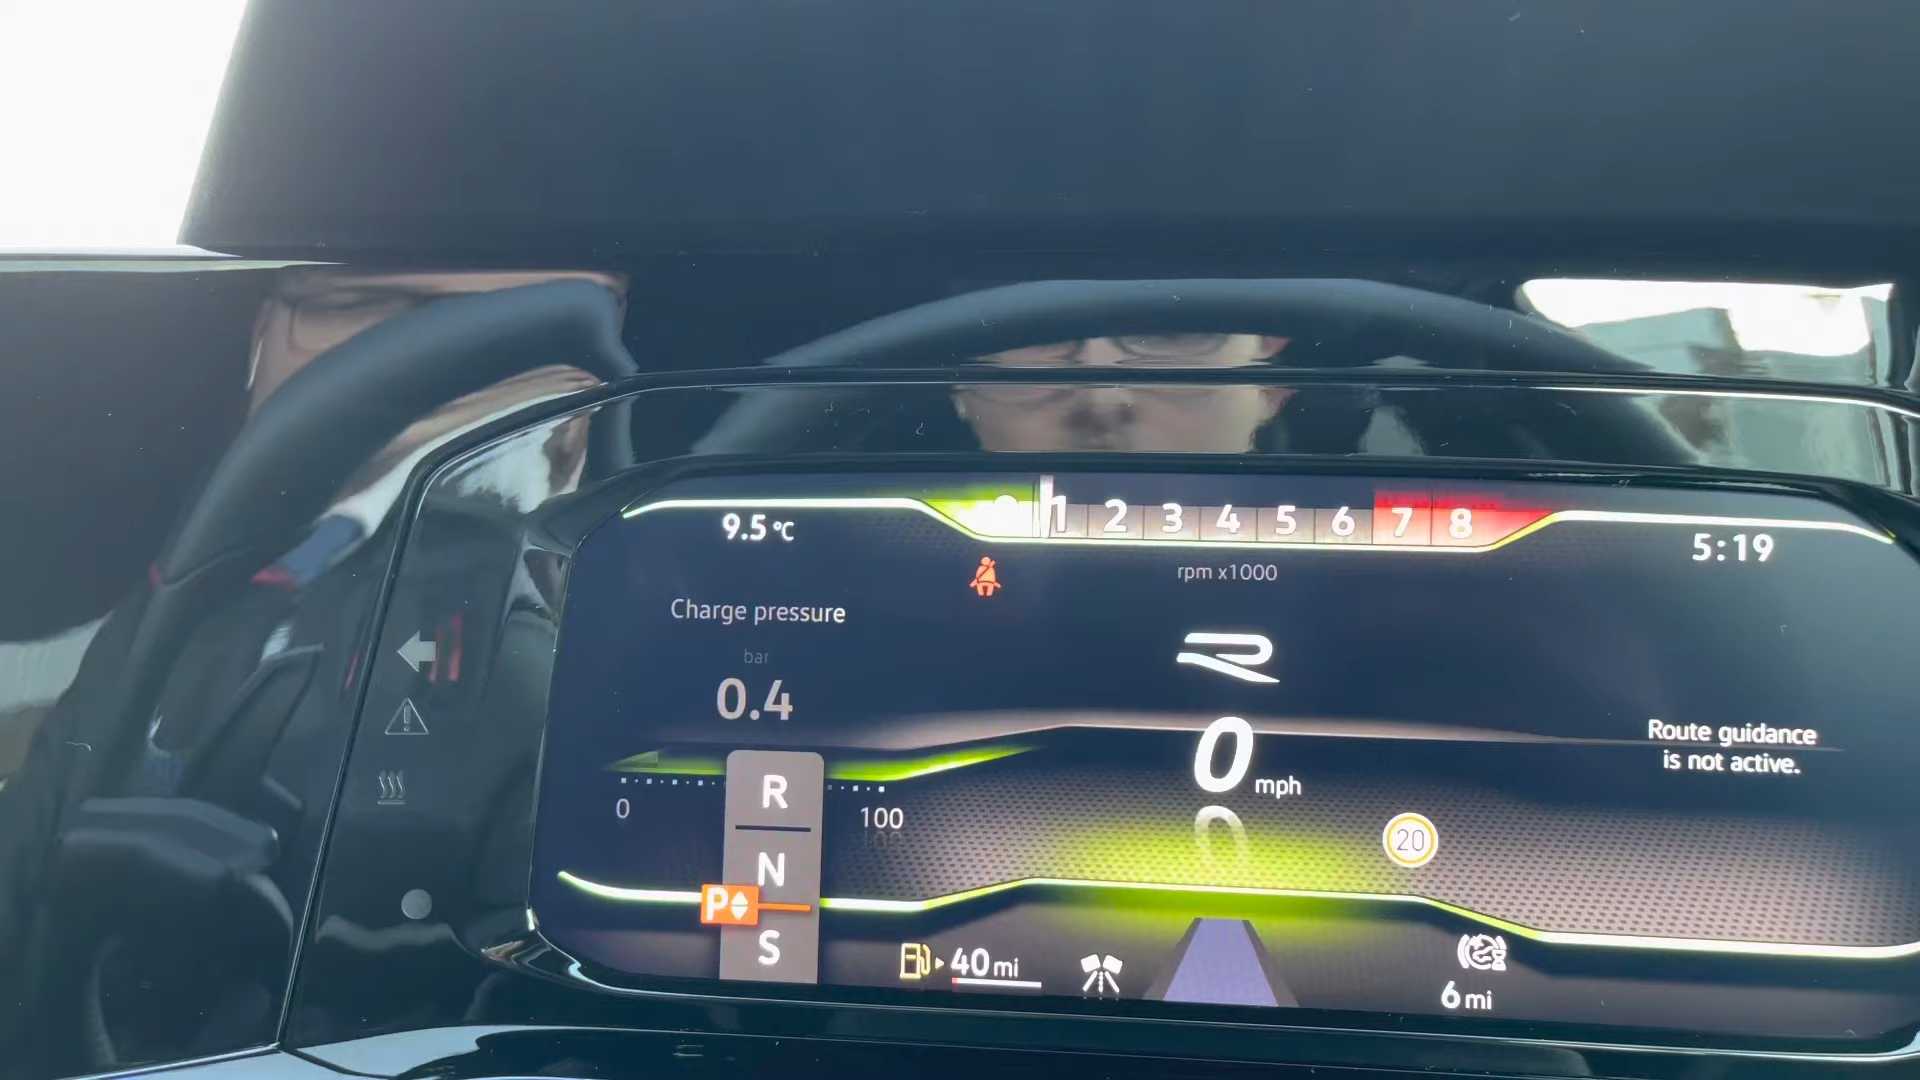 1 2 3 4 5 6 7 8
9.5 °C
5:19
rpm x1000
Charge pressure
bar
0.4
R
0 mph
Route guidance
is not active.
0
100
R
N
P
S
20
40 mi
6 mi